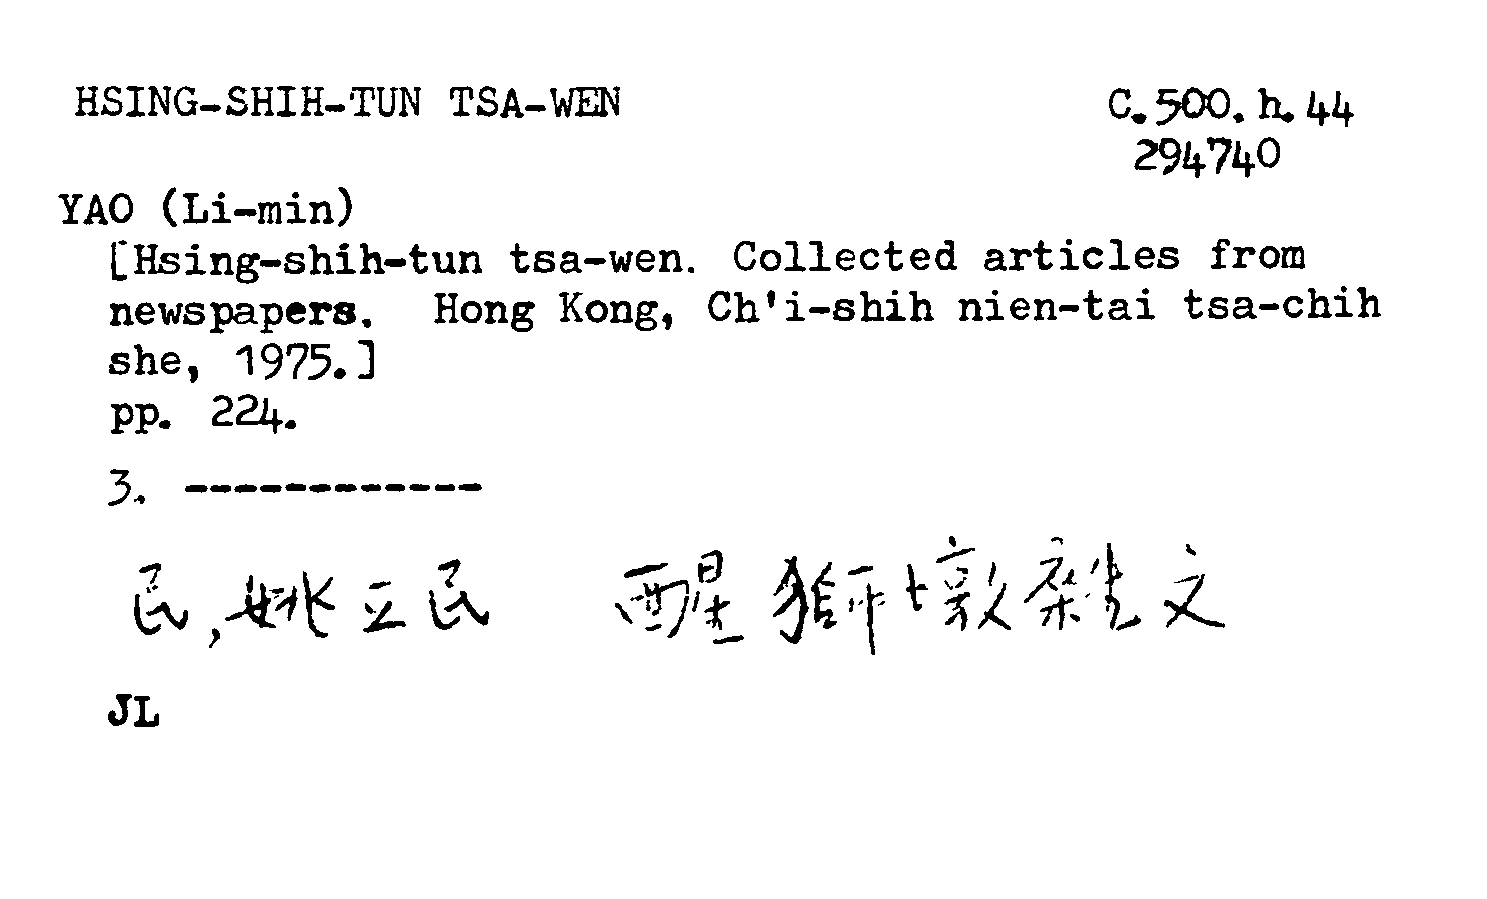 HSING-SHIH-TUN TSA-WEN C.500.h.44
294740
YAO (Li-min)
[Hsing-shih-tun tsa-wen. Collected articles from
newspapers. Hong Kong, Ch'i-shih nien-tai tsa-chih
she, 1975.]
pp. 224.
3. ------------
民,姚立民 醒獅墩雜文
JL